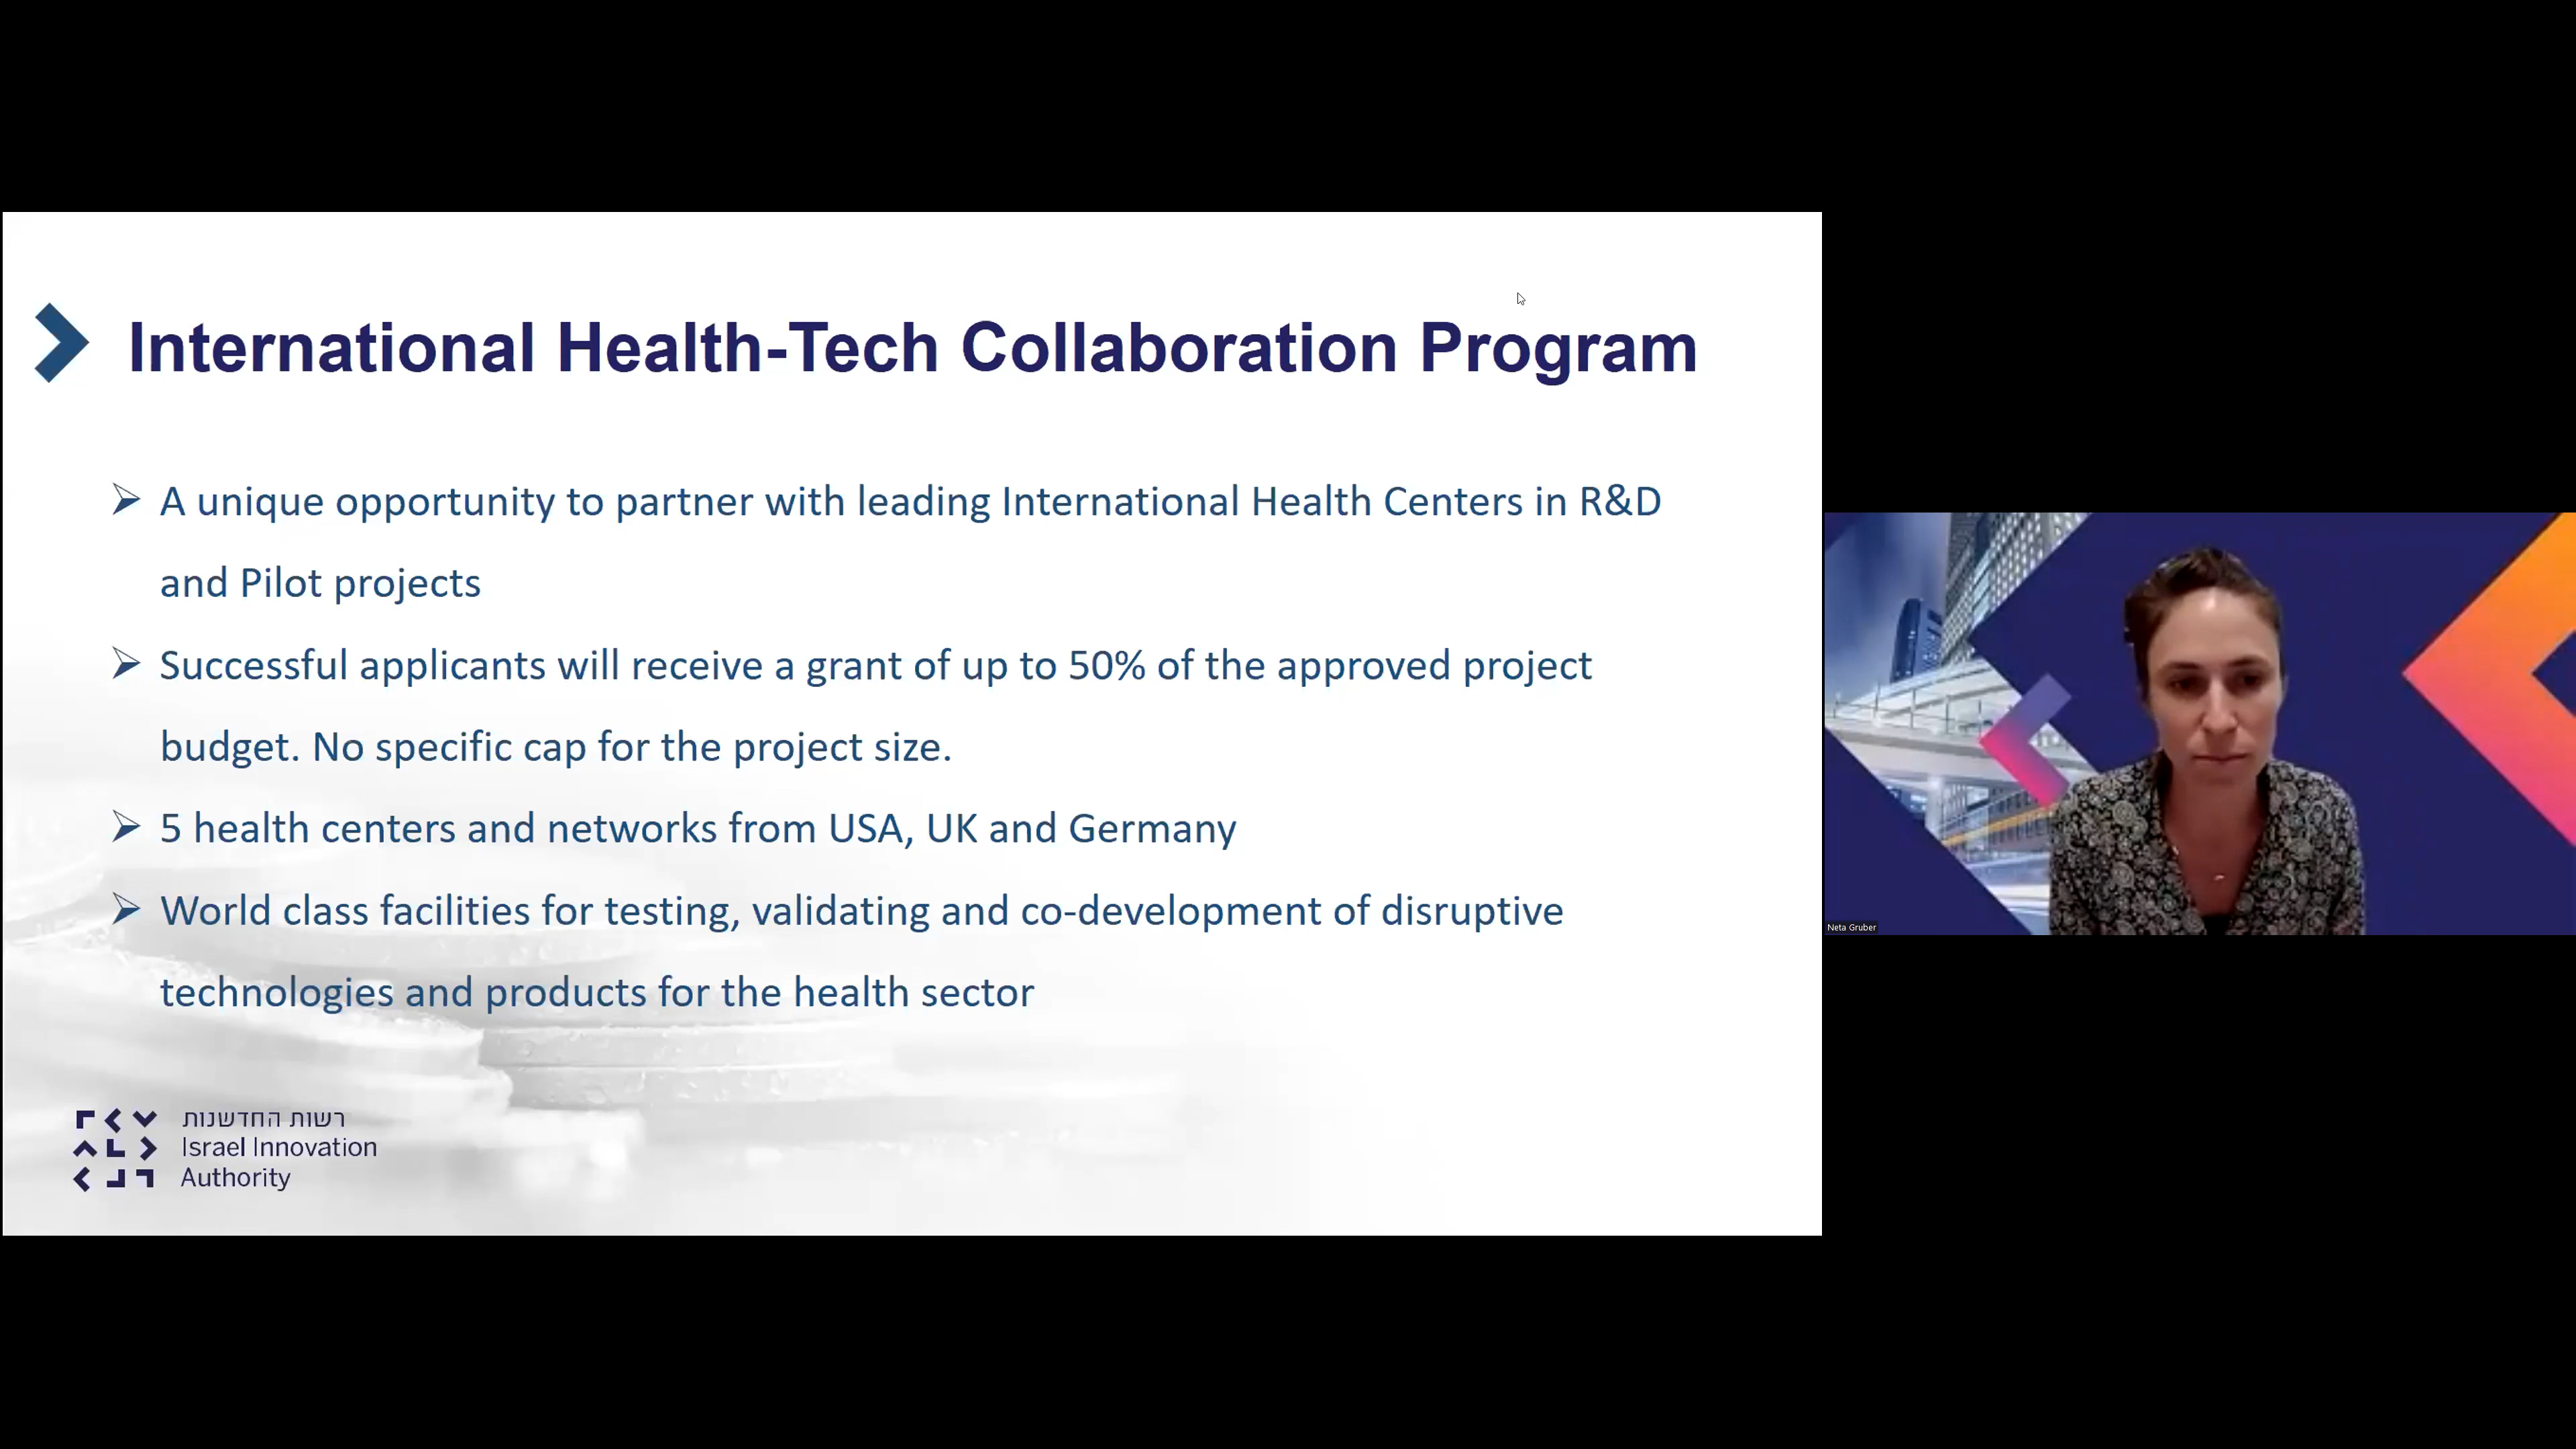 International Health-Tech Collaboration Program
A unique opportunity to partner with leading International Health Centers in R&D
and Pilot projects
Successful applicants will receive a grant of up to 50% of the approved project
budget. No specific cap for the project size.
5 health centers and networks from USA, UK and Germany
World class facilities for testing, validating and co-development of disruptive
technologies and products for the health sector
רשות החדשנות
Israel Innovation
Authority
Neta Gruber